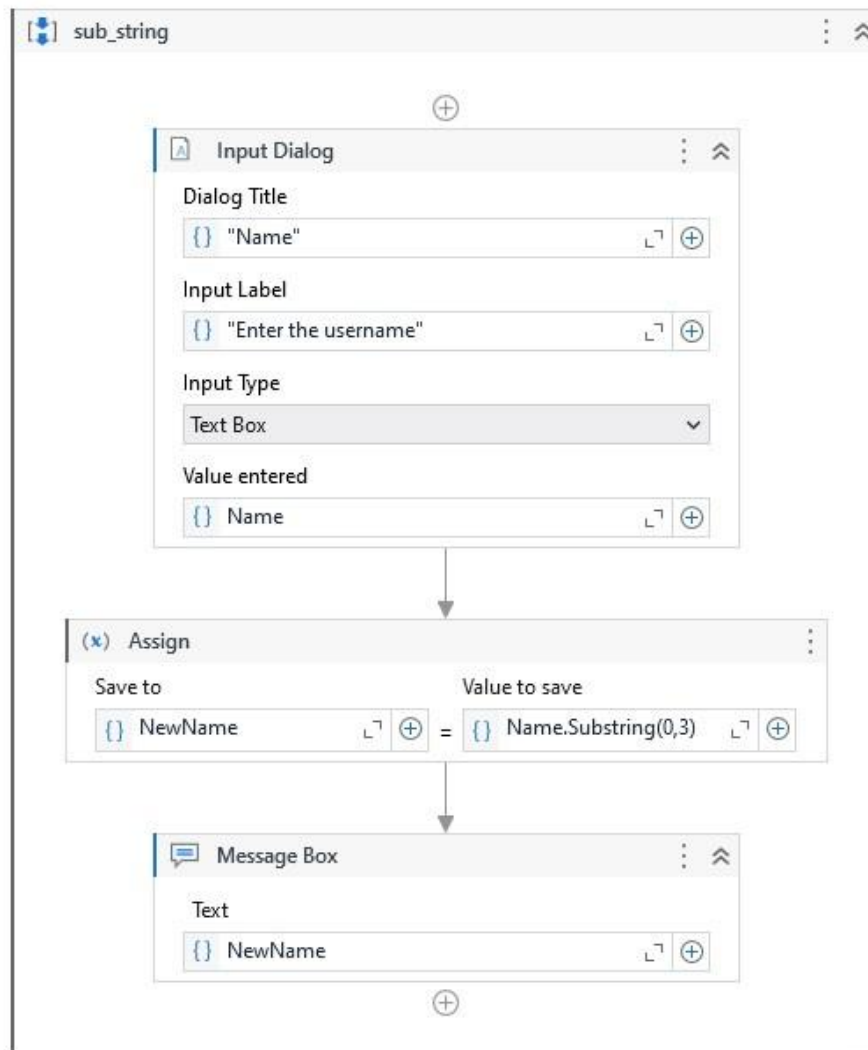 sub_string
Input Dialog
Dialog Title
{} "Name"
Input Label
{} "Enter the username"
Input Type
Text Box
Value entered
{} Name
(x) Assign
Save to Value to save
{} NewName = {} Name.Substring(0,3)
Message Box
Text
{} NewName